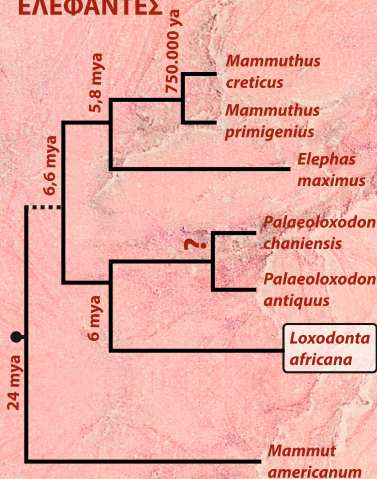 ΕΛΕΦΑΝΤΕΣ
750.000 ya
Mammuthus
creticus
5,8 mya
Mammuthus
primigenius
Elephas
maximus
6,6 mya
Palaeoloxodon
chaniensis
?
Palaeoloxodon
antiquus
6 mya
Loxodonta
africana
24 mya
Mammut
americanum